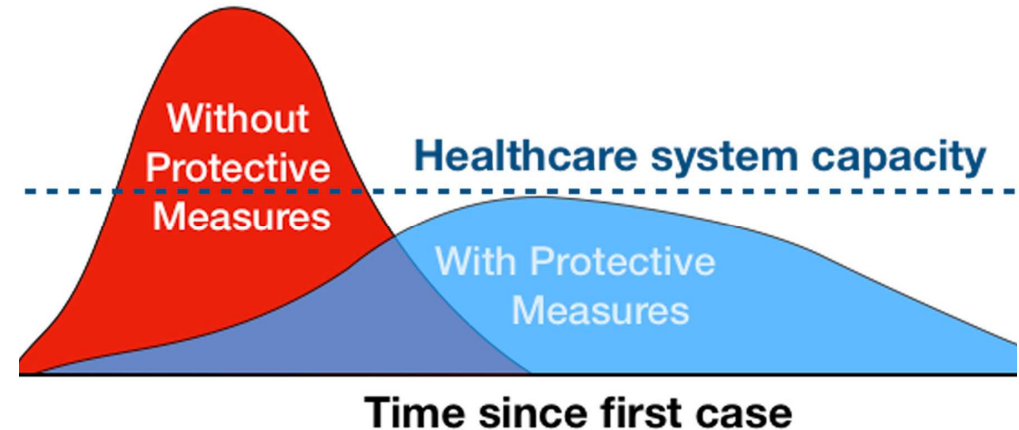 Without
Protective
Measures
Healthcare system capacity
With Protective
Measures
Time since first case